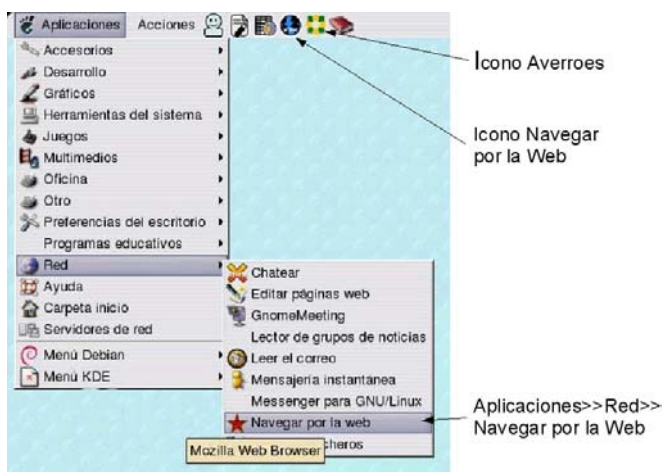 Aplicaciones Acciones
Accesorios
Desarrollo
Gráficos
Herramientas del sistema
Juegos
Multimedios
Oficina
Otro
Preferencias del escritorio
Programas educativos
Red
Ayuda
Carpeta inicio
Servidores de red
Menú Debian
Menú KDE
Chatear
Editar páginas web
GnomeMeeting
Lector de grupos de noticias
Leer el correo
Mensajería instantánea
Messenger para GNU/Linux
Navegar por la web
cheros
Mozilla Web Browser
Icono Averroes
Icono Navegar
por la Web
Aplicaciones>>Red>>
Navegar por la Web